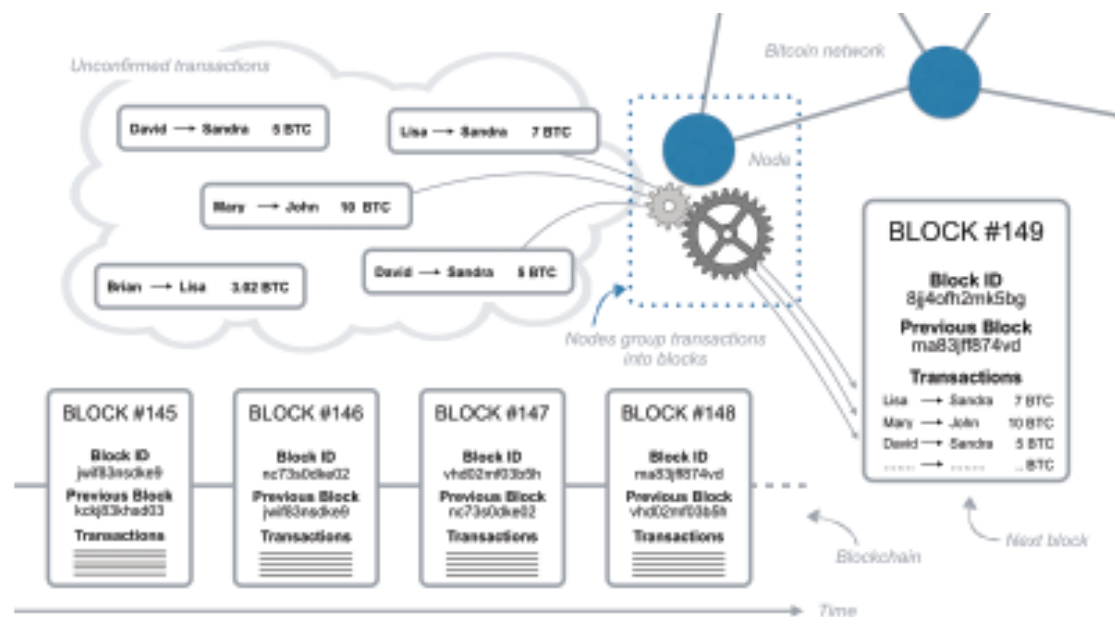 Unconfirmed transactions
Bitcoin network
David → Sandra 5 BTC
Lisa → Sandra 7 BTC
Node
Mary → John 10 BTC
David → Sandra 5 BTC
Brian → Lisa 3.02 BTC
Nodes group transactions
into blocks
BLOCK #149
Block ID
8jj4ofh2mk5bg
Previous Block
ma83jff874vd
Transactions
Lisa → Sandra 7 BTC
Mary → John 10 BTC
David → Sandra 5 BTC
..... → ..... .. BTC
Next block
BLOCK #145
Block ID
jwif83nsdke9
Previous Block
kckj83khad03
Transactions
BLOCK #146
Block ID
nc73s0dke02
Previous Block
jwif83nsdke9
Transactions
BLOCK #147
Block ID
vhd02mf03b5h
Previous Block
nc73s0dke02
Transactions
BLOCK #148
Block ID
ma83jff874vd
Previous Block
vhd02mf03b5h
Transactions
Blockchain
Time